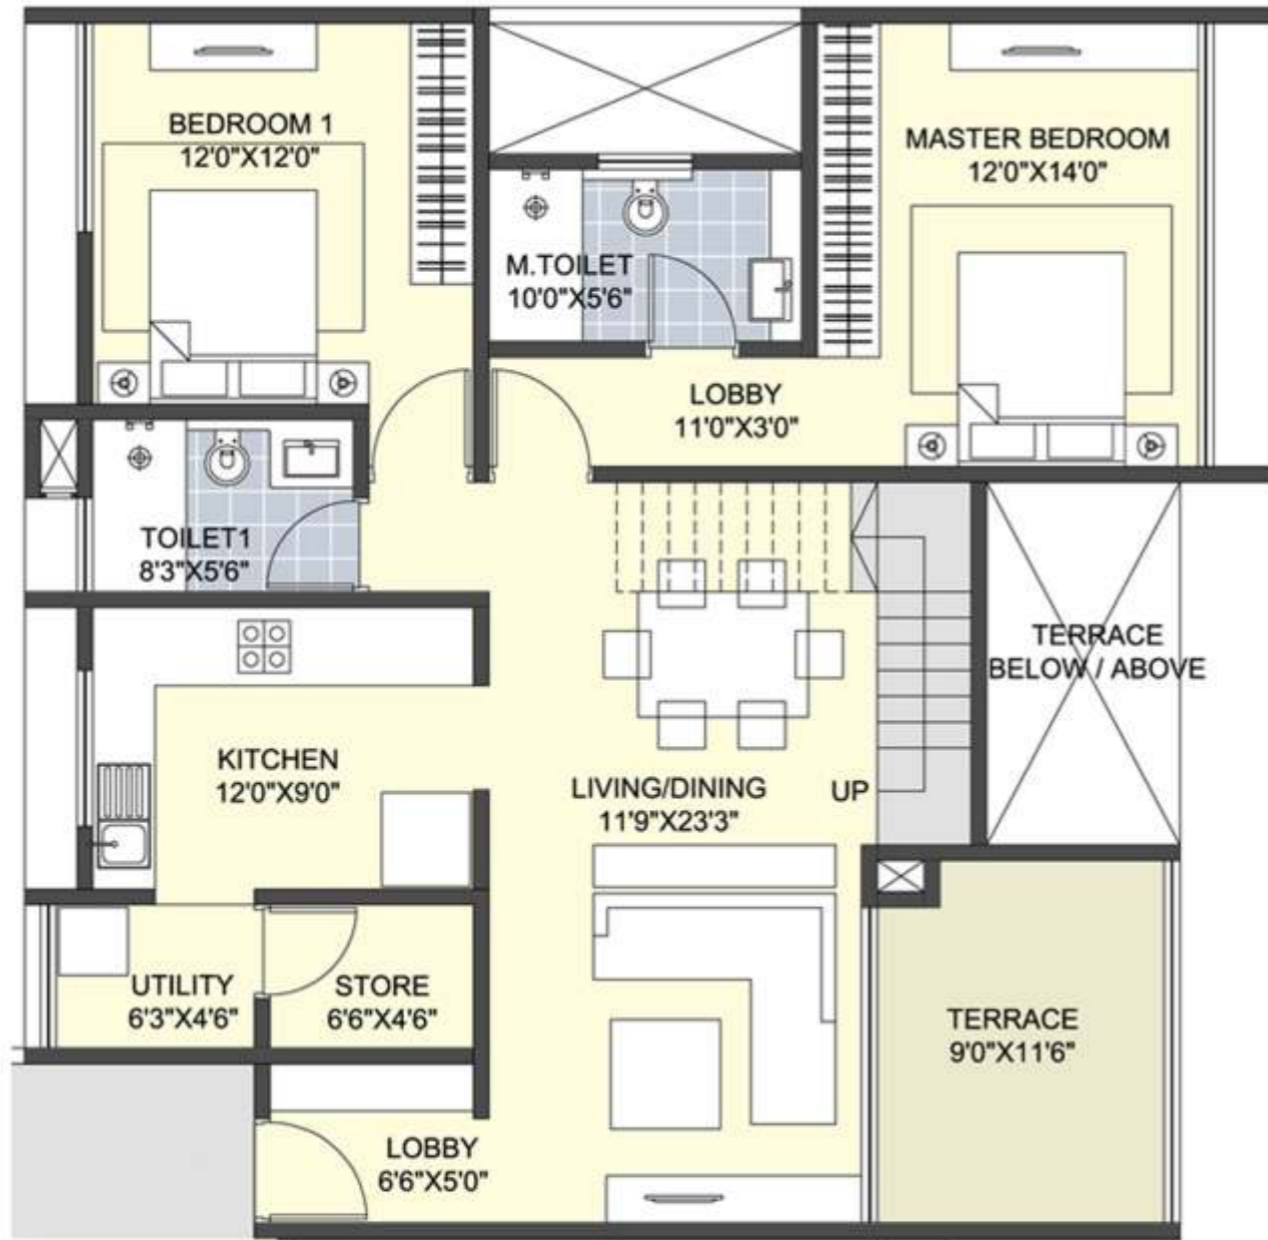 BEDROOM 1
12'0"X12'0"
MASTER BEDROOM
12'0"X14'0"
M.TOILET
10'0"X5'6"
LOBBY
11'0"X3'0"
TOILET1
8'3"X5'6"
TERRACE
BELOW / ABOVE
KITCHEN
12'0"X9'0"
LIVING/DINING
11'9"X23'3"
UP
UTILITY
6'3"X4'6"
STORE
6'6"X4'6"
TERRACE
9'0"X11'6"
LOBBY
6'6"X5'0"